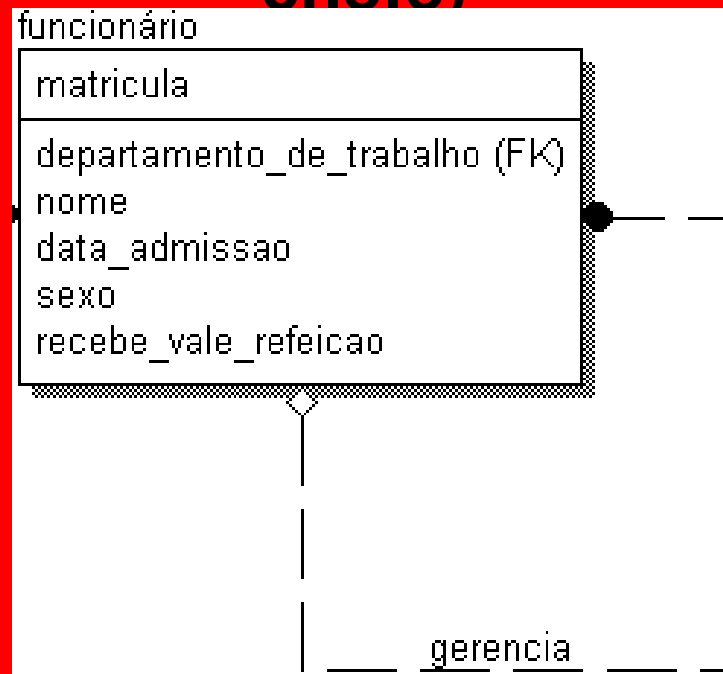 funcionário
matricula
departamento_de_trabalho (FK)
nome
data_admissao
sexo
recebe_vale_refeicao
gerencia